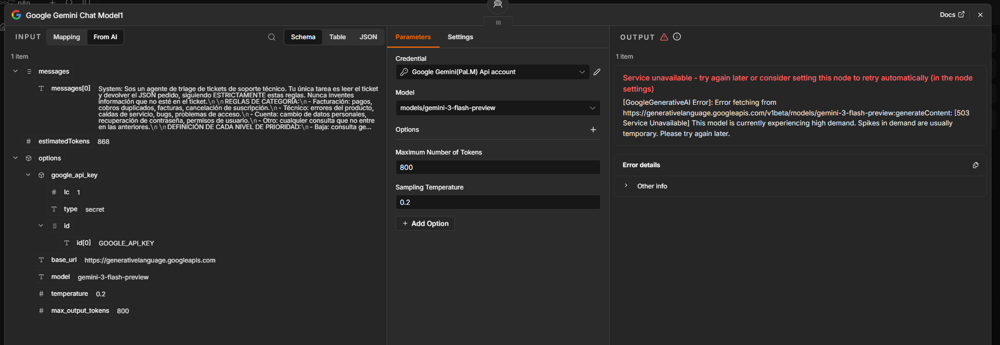 n8n
Google Gemini Chat Model1
Docs
INPUT
Mapping
From AI
Schema
Table
JSON
1 item
messages
messages[0]
System: Sos un agente de triage de tickets de soporte técnico. Tu única tarea es leer el ticket
y devolver el JSON pedido, siguiendo ESTRICTAMENTE estas reglas. Nunca inventes
información que no esté en el ticket.\n\nREGLAS DE CATEGORÍA:\n- Facturación: pagos,
cobros duplicados, facturas, cancelación de suscripción.\n- Técnico: errores del producto,
caídas de servicio, bugs, problemas de acceso.\n- Cuenta: cambio de datos personales,
recuperación de contraseña, permisos de usuario.\n- Otro: cualquier consulta que no entre
en las anteriores.\n\nDEFINICIÓN DE CADA NIVEL DE PRIORIDAD:\n- Baja: consulta ge...
estimatedTokens 868
options
google_api_key
lc 1
type secret
id
id[0] GOOGLE_API_KEY
base_url https://generativelanguage.googleapis.com
model gemini-3-flash-preview
temperature 0.2
max_output_tokens 800
Parameters
Settings
Credential
Google Gemini(PaLM) Api account
Model
models/gemini-3-flash-preview
Options
Maximum Number of Tokens
800
Sampling Temperature
0.2
+ Add Option
OUTPUT
1 item
Service unavailable - try again later or consider setting this node to retry automatically (in the node
settings)
[GoogleGenerativeAI Error]: Error fetching from
https://generativelanguage.googleapis.com/v1beta/models/gemini-3-flash-preview:generateContent: [503
Service Unavailable] This model is currently experiencing high demand. Spikes in demand are usually
temporary. Please try again later.
Error details
Other info